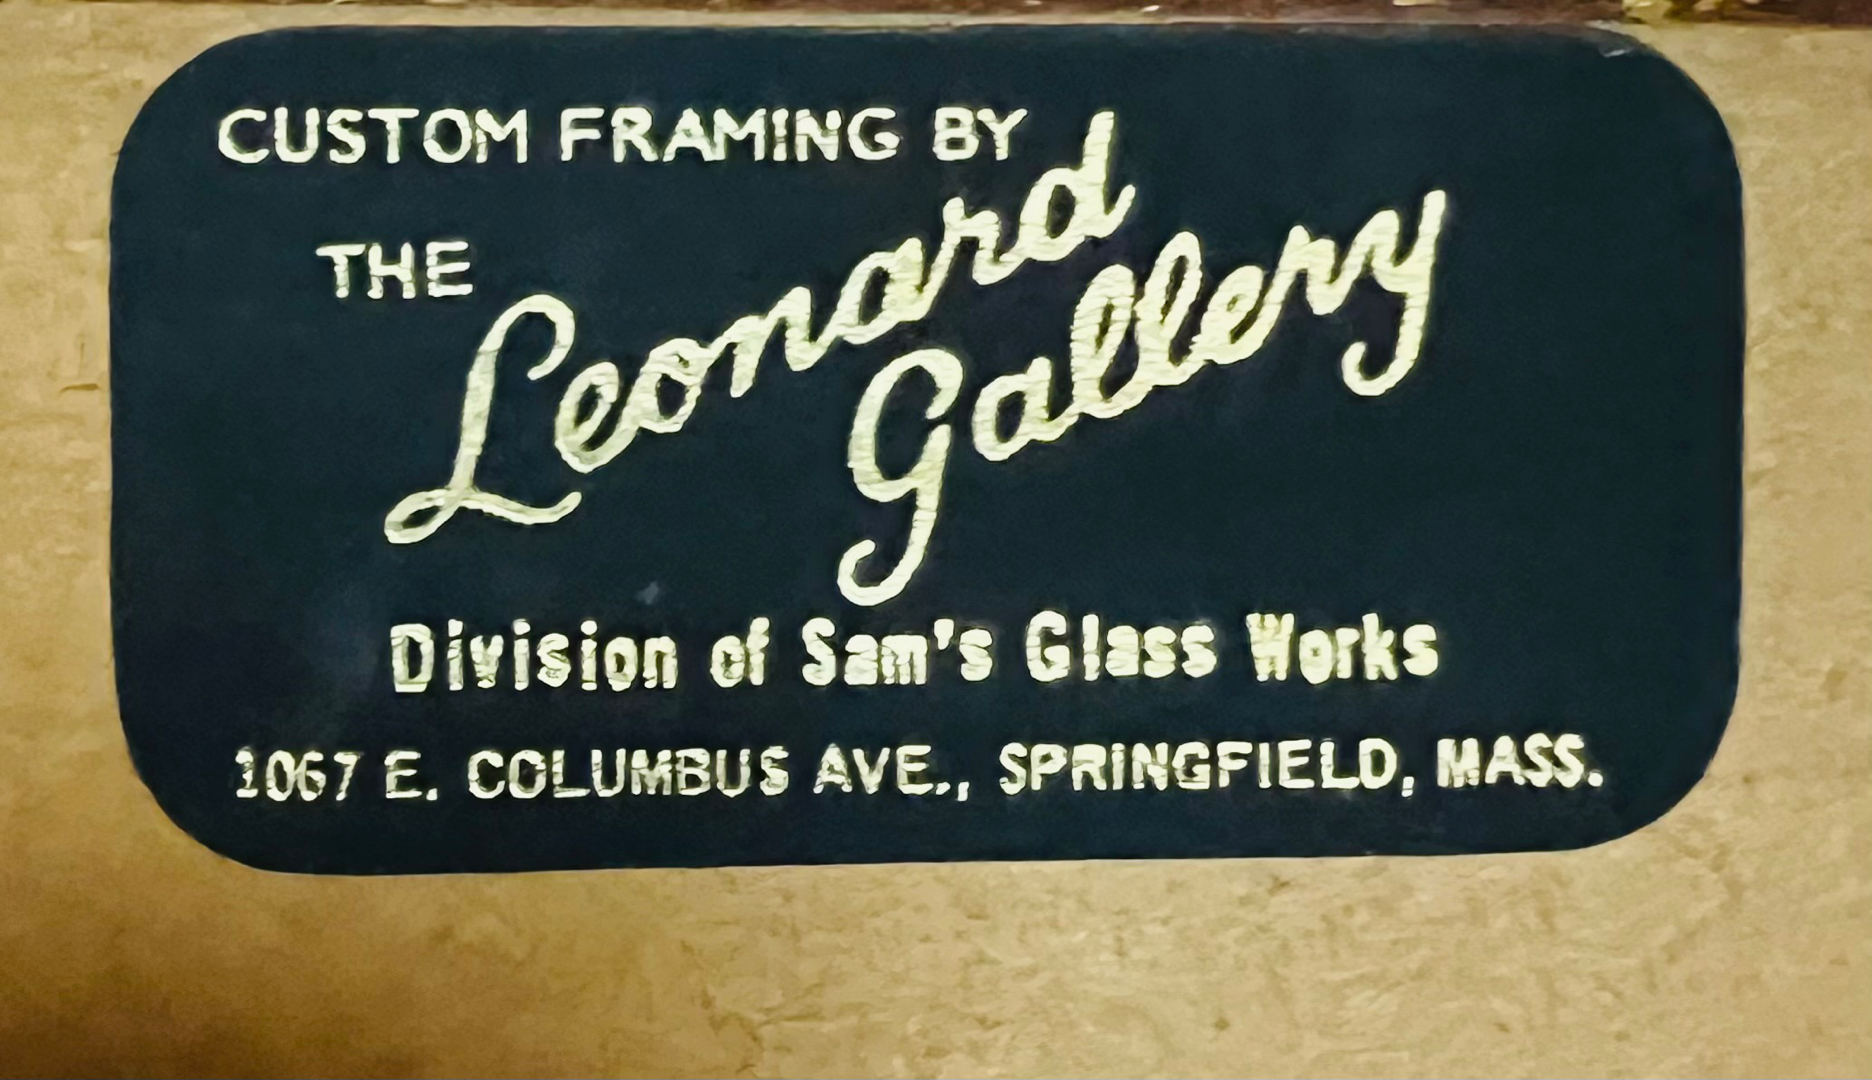 CUSTOM FRAMING BY
THE Leonard
Gallery
Division of Sam's Glass Works
1067 E. COLUMBUS AVE., SPRINGFIELD, MASS.